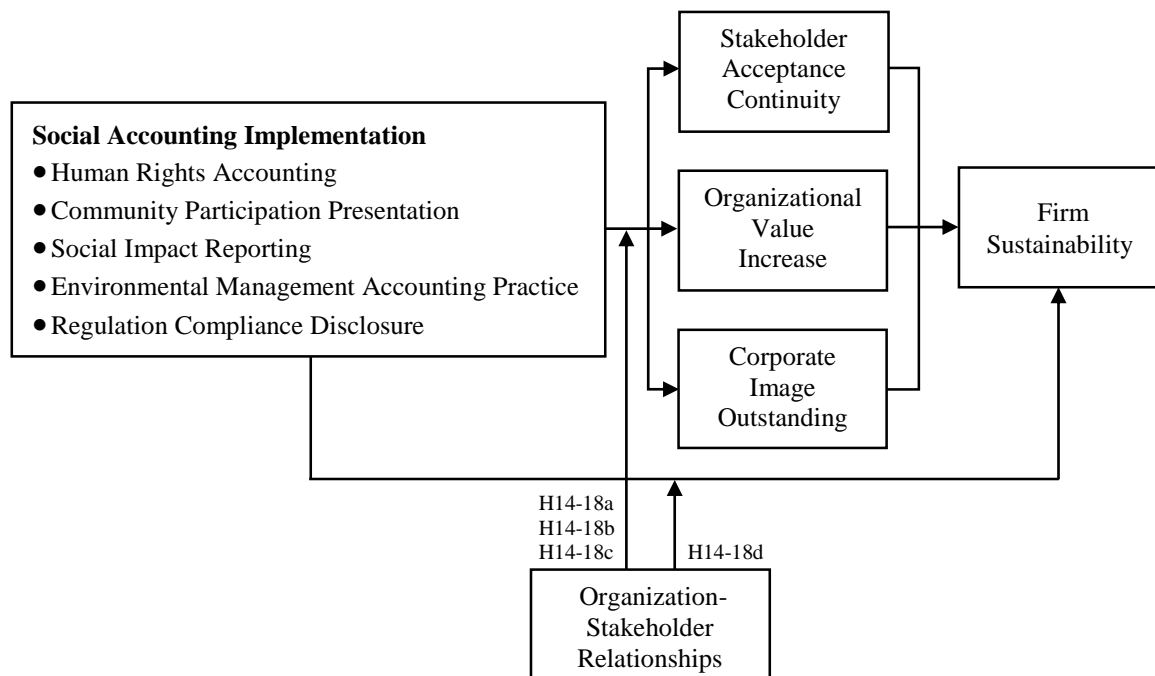 Social Accounting Implementation
● Human Rights Accounting
● Community Participation Presentation
● Social Impact Reporting
● Environmental Management Accounting Practice
● Regulation Compliance Disclosure
Stakeholder
Acceptance
Continuity
Organizational
Value
Increase
Corporate
Image
Outstanding
Firm
Sustainability
H14-18a
H14-18b
H14-18c
H14-18d
Organization-
Stakeholder
Relationships